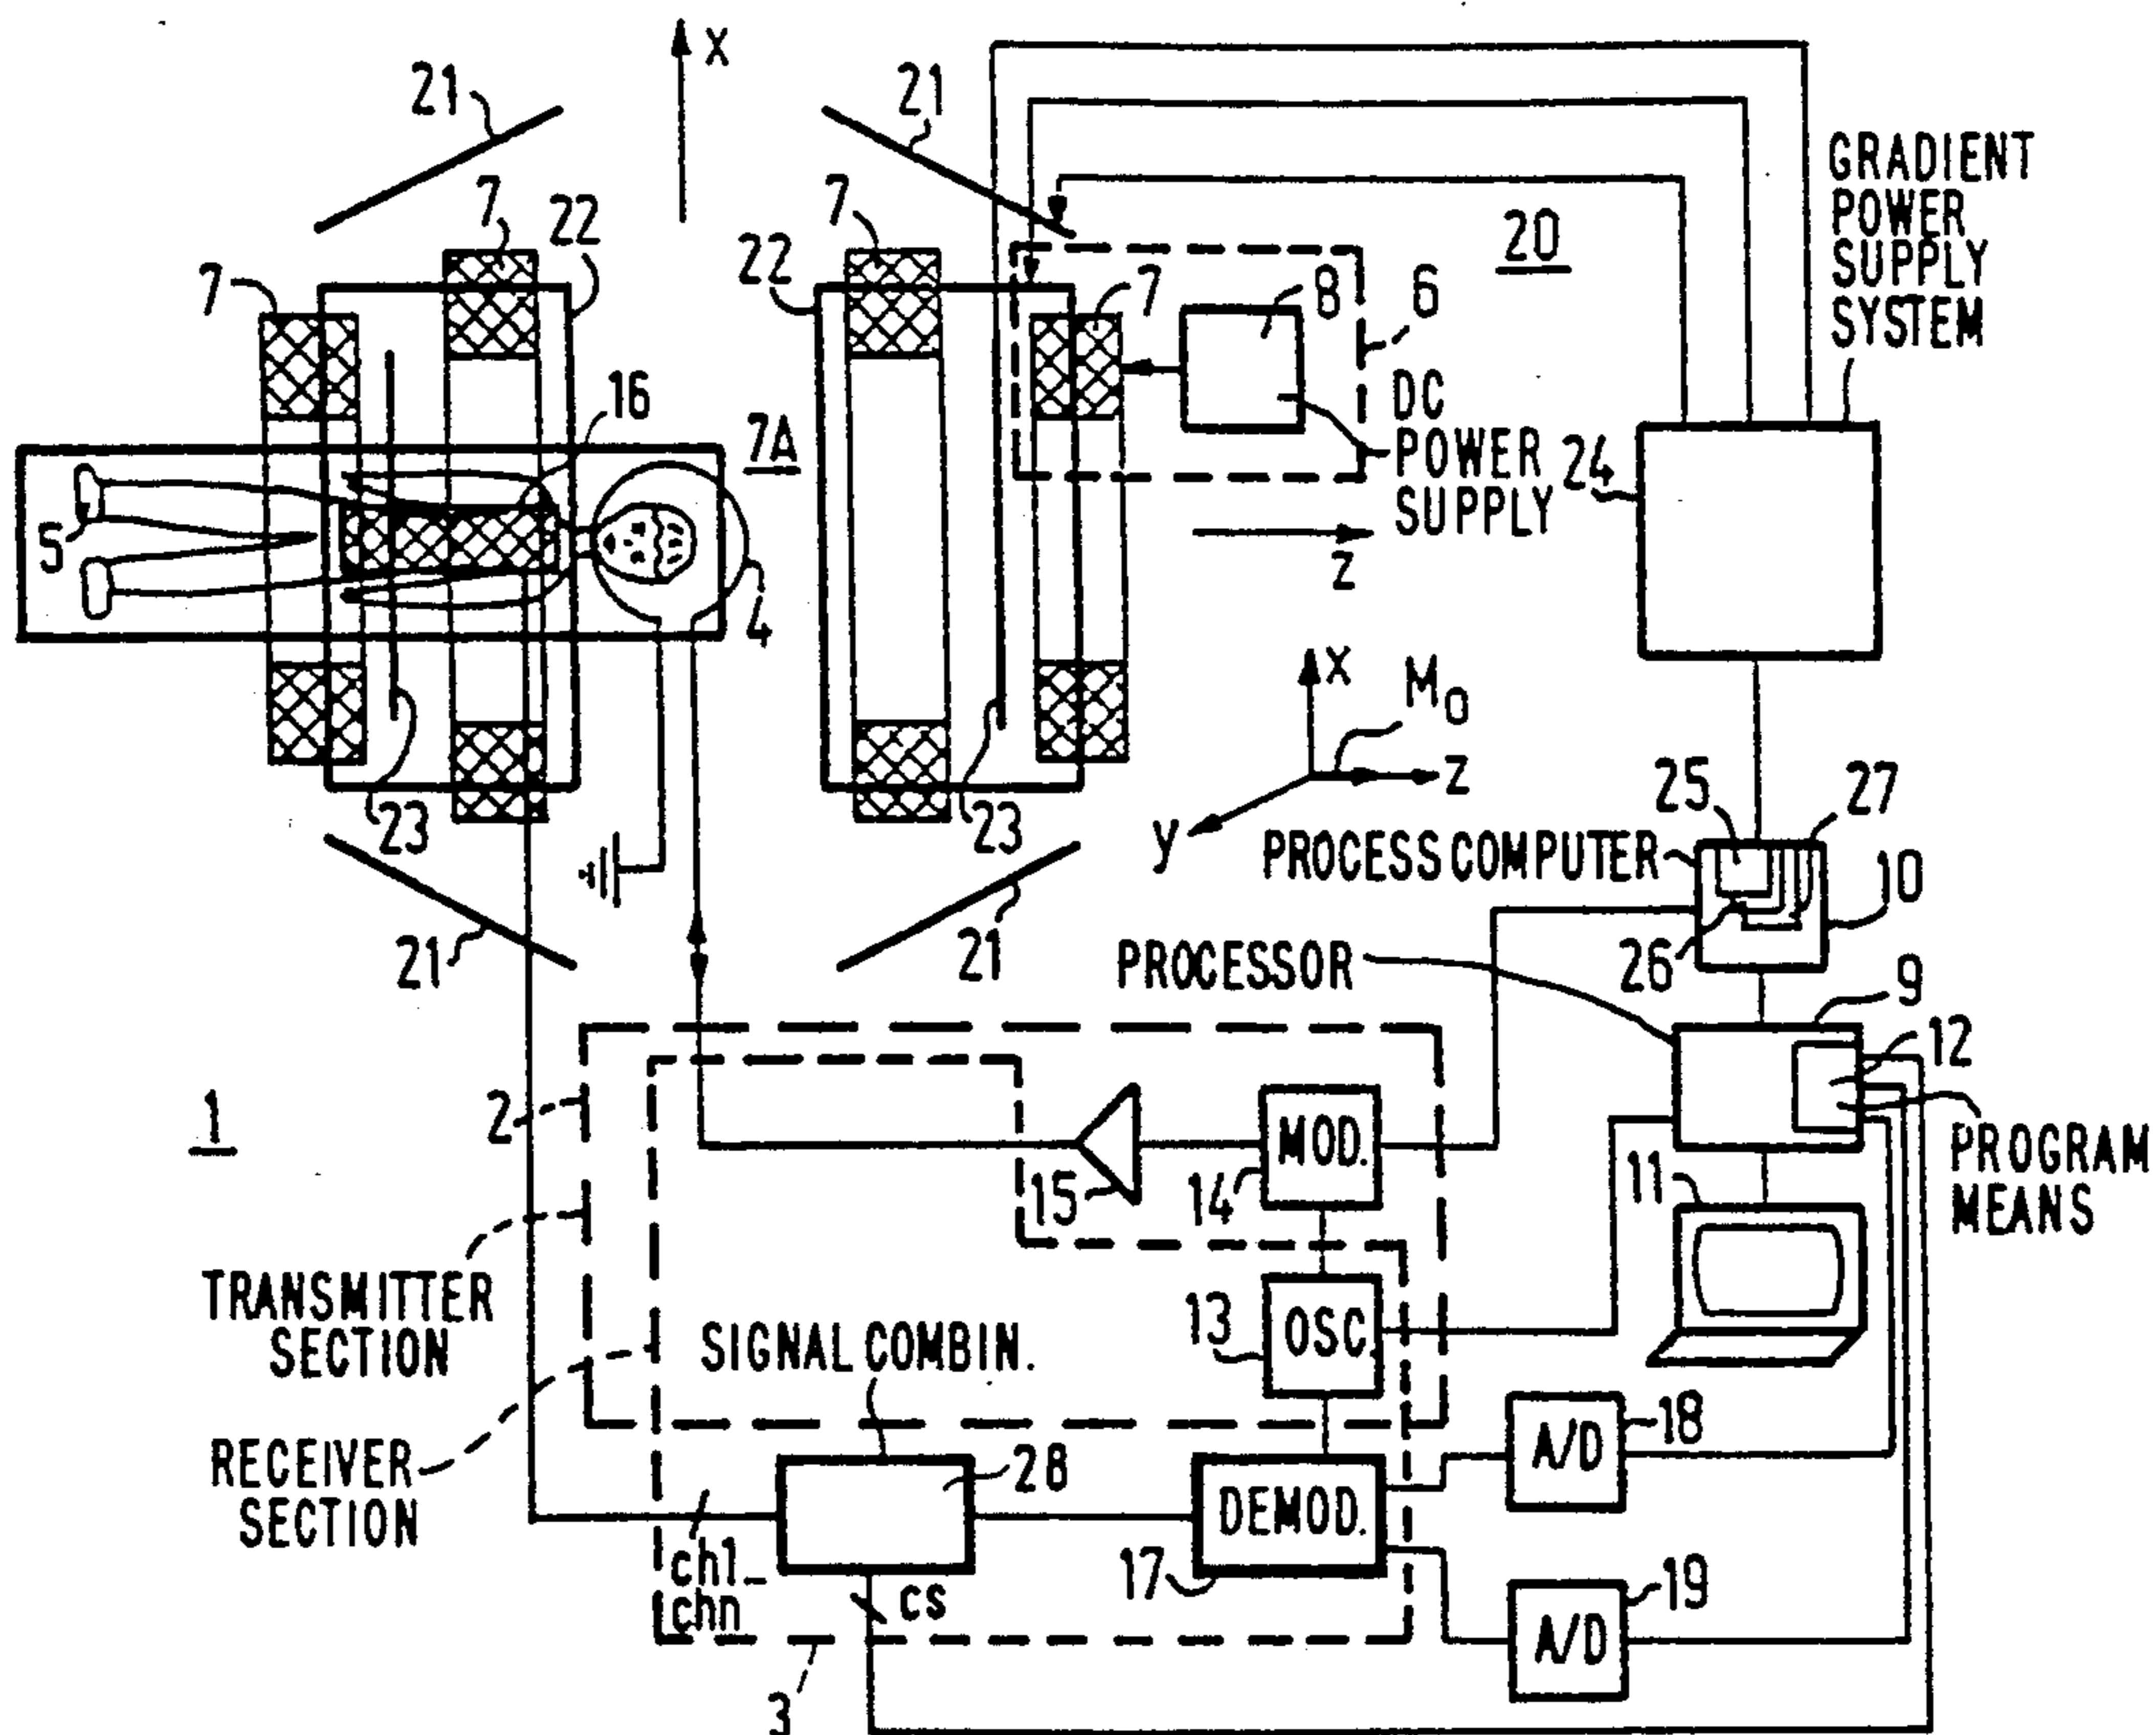 X
21
21
GRADIENT
POWER
SUPPLY
SYSTEM
7
22
7
20
7
22
7
8
6
16
7A
DC
POWER
SUPPLY
24
5
Z
4
X
M0
Z
y
23
23
25
27
PROCESS COMPUTER
10
21
21
PROCESSOR
26
9
12
1
2
15
MOD.
14
11
PROGRAM
MEANS
TRANSMITTER
SECTION
13
OSC.
SIGNAL COMBIN.
18
A/D
RECEIVER
SECTION
28
DEMOD.
ch1_
chn
cs
17
19
A/D
3